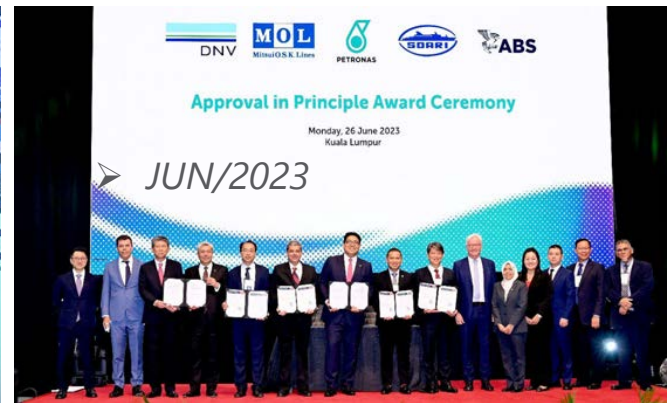 DNV
MOL
Mitsui O.S.K. Lines
PETRONAS
SDARI
ABS
Approval in Principle Award Ceremony
Monday, 26 June 2023
Kuala Lumpur
➢ JUN/2023